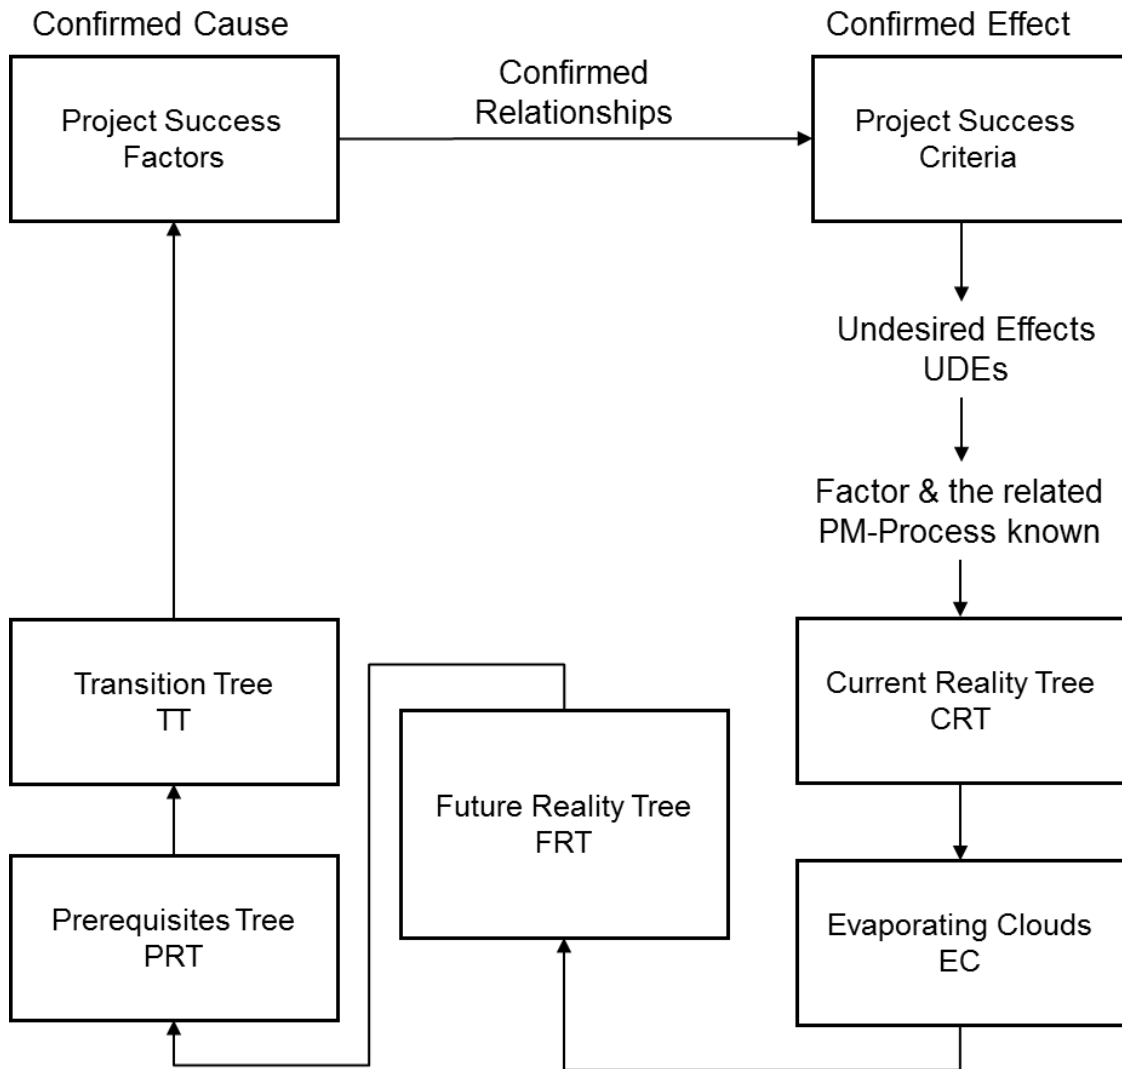 Confirmed Cause
Confirmed Effect
Project Success
Factors
Confirmed
Relationships
Project Success
Criteria
Undesired Effects
UDEs
Factor & the related
PM-Process known
Transition Tree
TT
Future Reality Tree
FRT
Current Reality Tree
CRT
Prerequisites Tree
PRT
Evaporating Clouds
EC